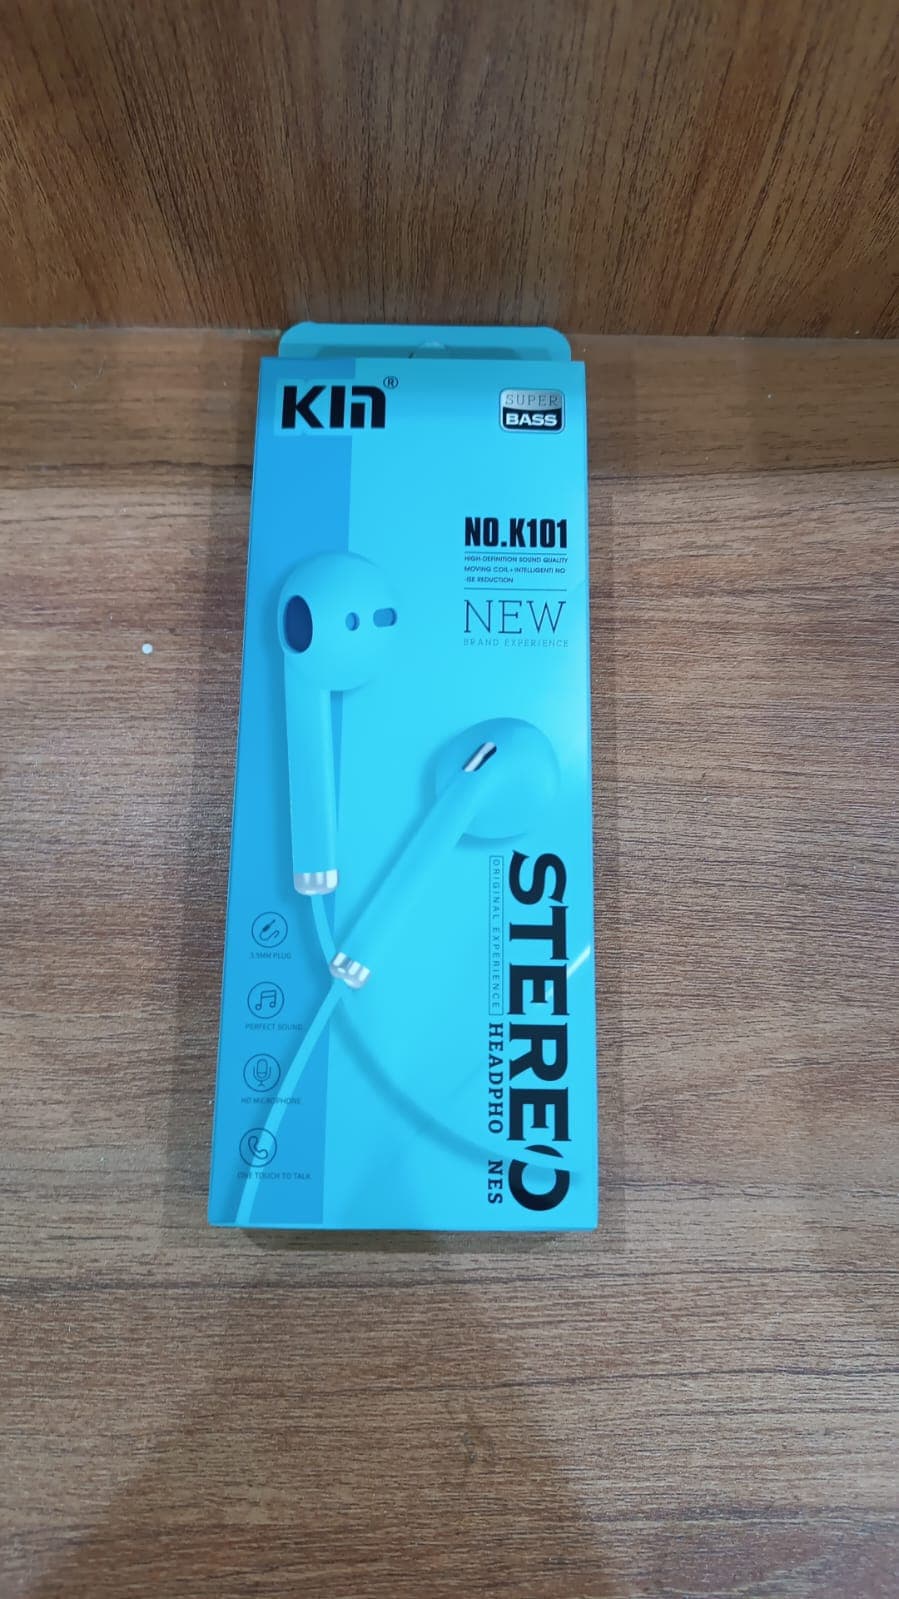 KIN®
SUPER
BASS
NO.K101
HIGH-DEFINITION SOUND QUALITY
MOVING COIL+INTELLIGENTI NO
-ISE REDUCTION
NEW
BRAND EXPERIENCE
STEREO
ORIGINAL EXPERIENCE
HEADPHO NES
3.5MM PLUG
PERFECT SOUND
HD MICROPHONE
ONE TOUCH TO TALK